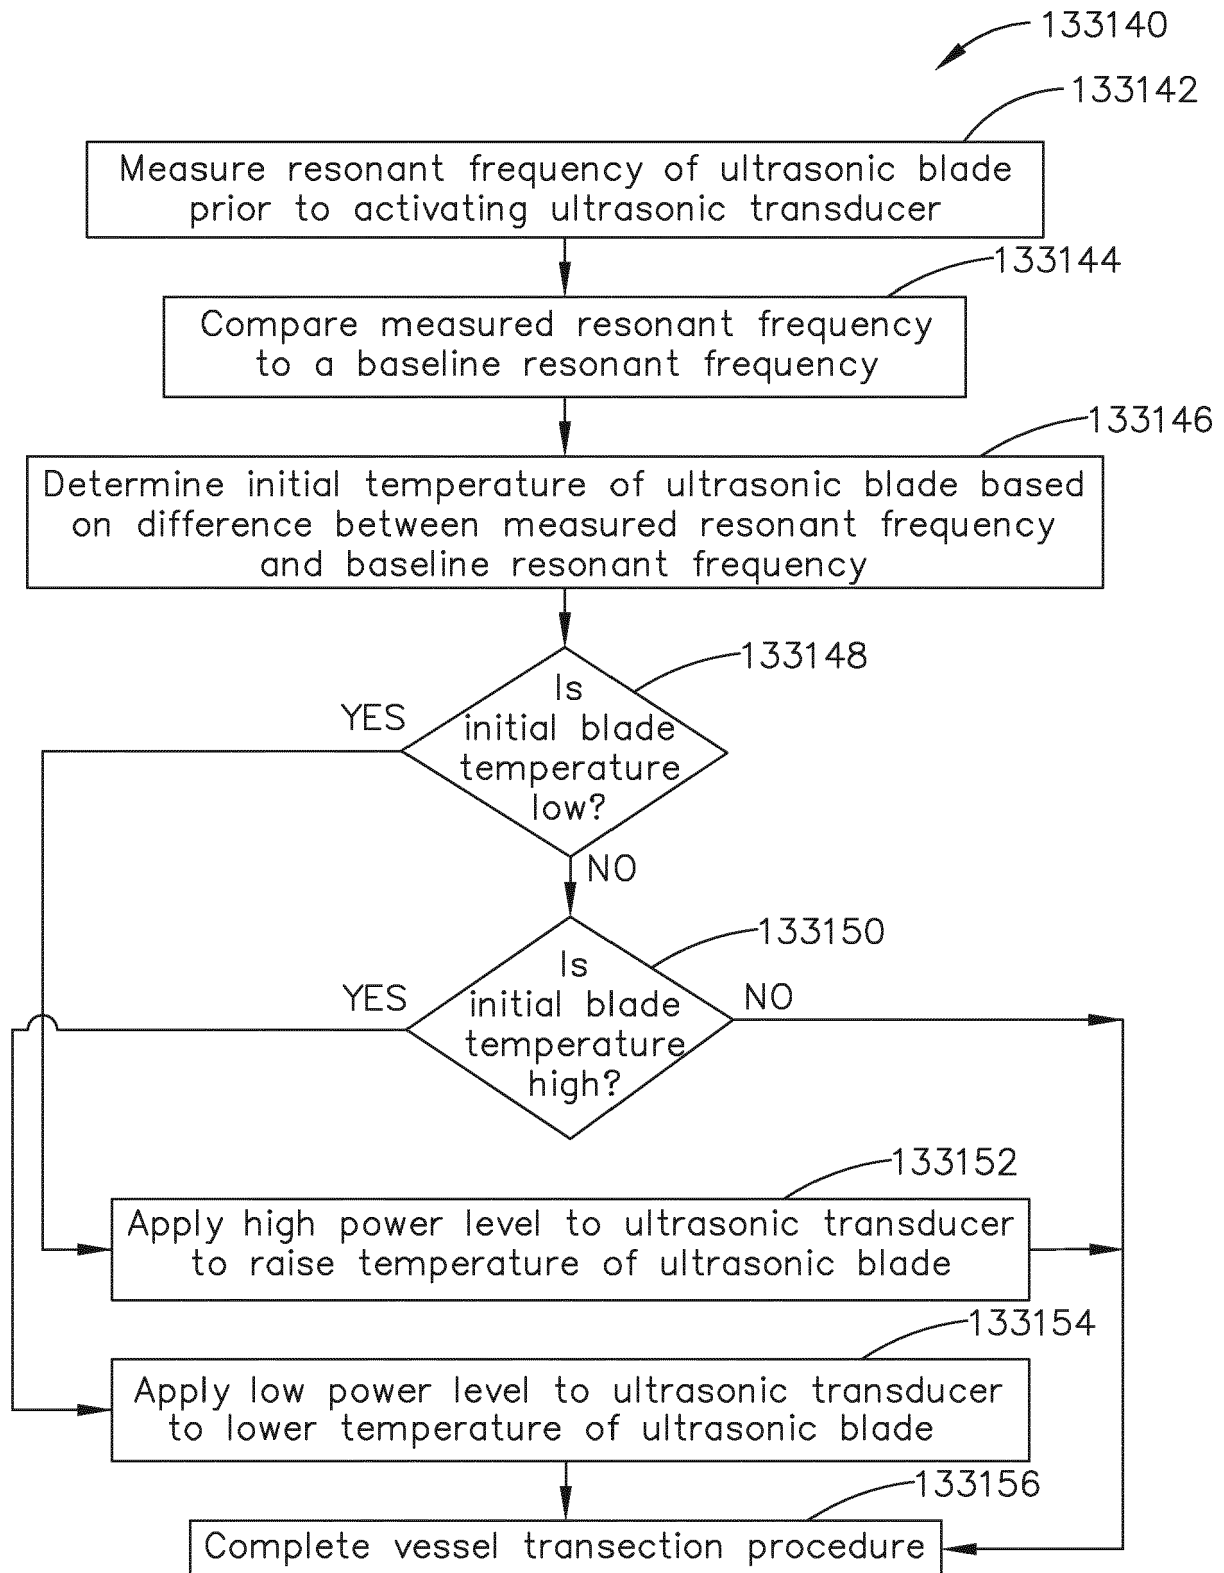 133140
133142
Measure resonant frequency of ultrasonic blade
prior to activating ultrasonic transducer
133144
Compare measured resonant frequency
to a baseline resonant frequency
133146
Determine initial temperature of ultrasonic blade based
on difference between measured resonant frequency
and baseline resonant frequency
133148
Is
initial blade
temperature
low?
YES
NO
133150
Is
initial blade
temperature
high?
YES
NO
133152
Apply high power level to ultrasonic transducer
to raise temperature of ultrasonic blade
133154
Apply low power level to ultrasonic transducer
to lower temperature of ultrasonic blade
133156
Complete vessel transection procedure